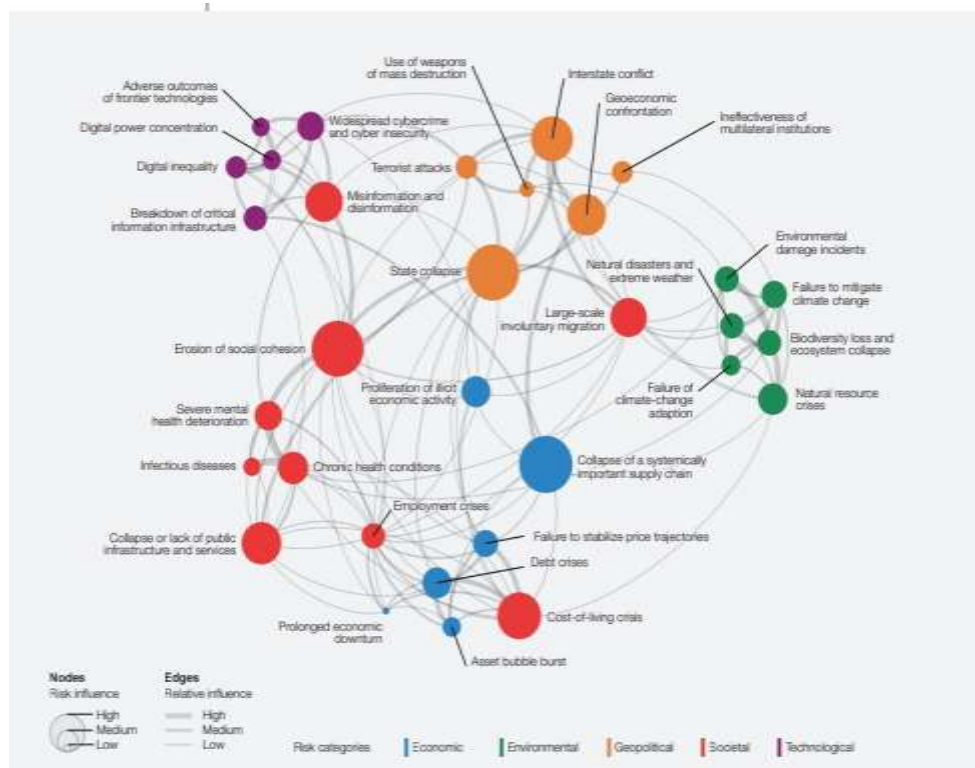 Use of weapons
of mass destruction
Interstate conflict
Adverse outcomes
of frontier technologies
Geoeconomic
confrontation
Ineffectiveness of
multilateral institutions
Digital power concentration
Widespread cybercrime
and cyber insecurity
Terrorist attacks
Digital inequality
Misinformation and
disinformation
Breakdown of critical
information infrastructure
Environmental
damage incidents
State collapse
Natural disasters and
extreme weather
Failure to mitigate
climate change
Large-scale
involuntary migration
Biodiversity loss and
ecosystem collapse
Erosion of social cohesion
Proliferation of illicit
economic activity
Failure of
climate-change
adaption
Natural resource
crises
Severe mental
health deterioration
Infectious diseases
Chronic health conditions
Collapse of a systemically
important supply chain
Employment crises
Collapse or lack of public
infrastructure and services
Failure to stabilize price trajectories
Debt crises
Prolonged economic
downturn
Cost-of-living crisis
Asset bubble burst
Nodes
Risk influence
High
Medium
Low
Edges
Relative influence
High
Medium
Low
Risk categories
Economic
Environmental
Geopolitical
Societal
Technological